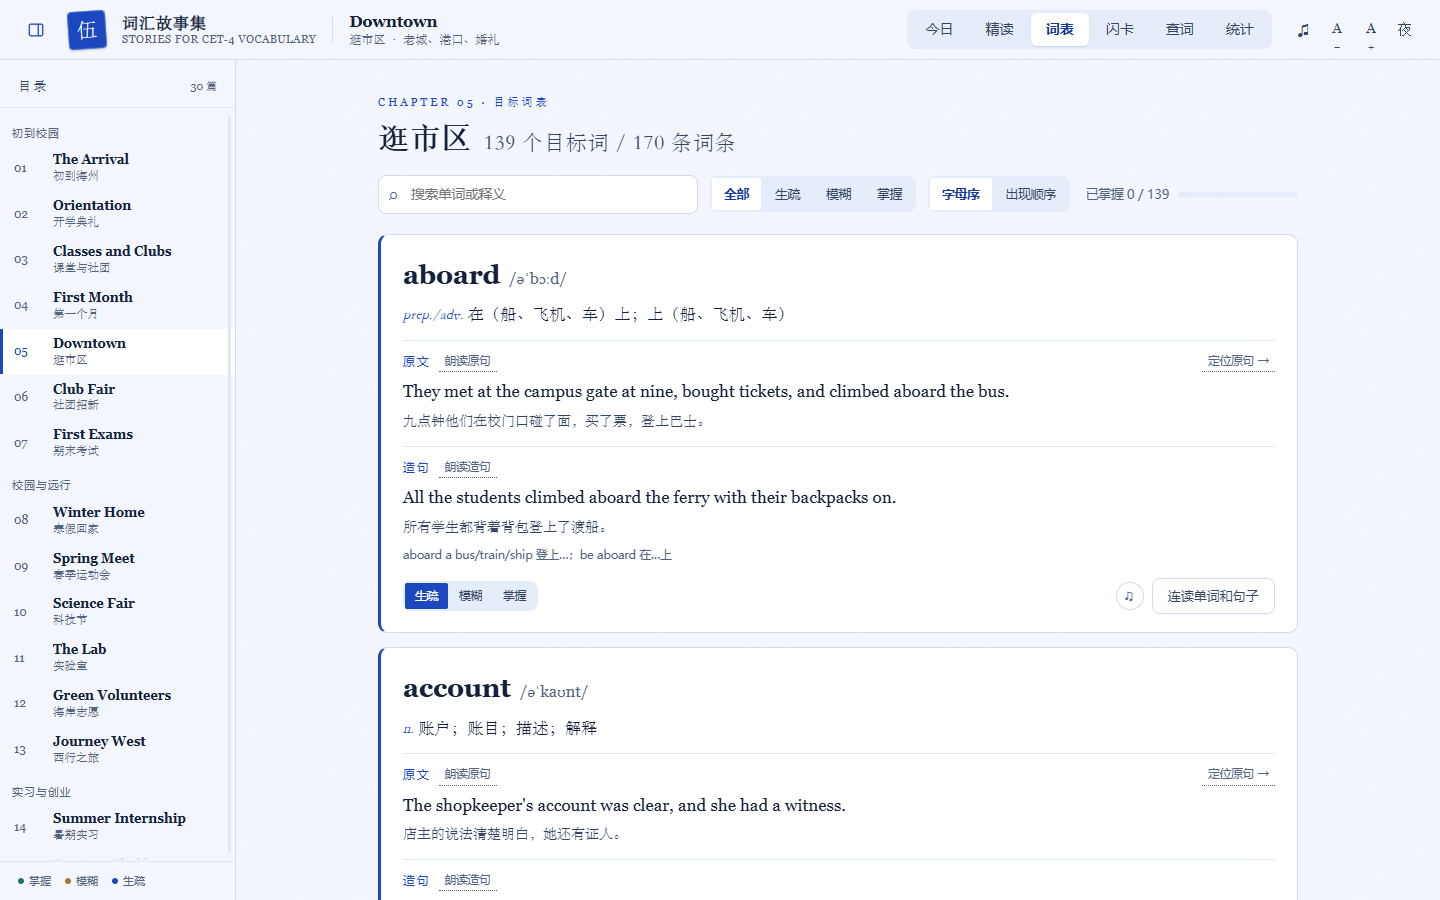 伍
词汇故事集
STORIES FOR CET-4 VOCABULARY
Downtown
逛市区 · 老城、港口、婚礼
今日 精读 词表 闪卡 查词 统计
♫ A− A+ 夜
目录 30 篇
初到校园
01 The Arrival
初到海州
02 Orientation
开学典礼
03 Classes and Clubs
课堂与社团
04 First Month
第一个月
05 Downtown
逛市区
06 Club Fair
社团招新
07 First Exams
期末考试
校园与远行
08 Winter Home
寒假回家
09 Spring Meet
春季运动会
10 Science Fair
科技节
11 The Lab
实验室
12 Green Volunteers
海岸志愿
13 Journey West
西行之旅
实习与创业
14 Summer Internship
暑期实习
掌握 模糊 生疏
CHAPTER 05 · 目标词表
逛市区 139 个目标词 / 170 条词条
搜索单词或释义
全部 生疏 模糊 掌握
字母序 出现顺序
已掌握 0 / 139
aboard /əˈbɔːd/
prep./adv. 在（船、飞机、车）上；上（船、飞机、车）
原文 朗读原句 定位原句 →
They met at the campus gate at nine, bought tickets, and climbed aboard the bus.
九点钟他们在校门口碰了面，买了票，登上巴士。
造句 朗读造句
All the students climbed aboard the ferry with their backpacks on.
所有学生都背着背包登上了渡船。
aboard a bus/train/ship 登上…；be aboard 在…上
生疏 模糊 掌握
♫ 连读单词和句子
account /əˈkaʊnt/
n. 账户；账目；描述；解释
原文 朗读原句 定位原句 →
The shopkeeper's account was clear, and she had a witness.
店主的说法清楚明白，她还有证人。
造句 朗读造句